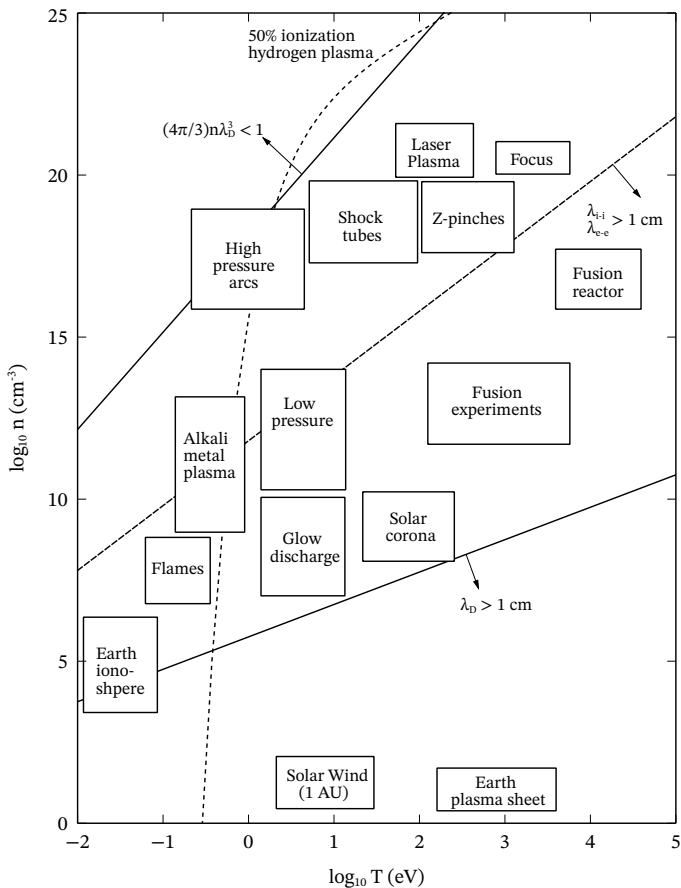 25
50% ionization
hydrogen plasma
(4π/3)nλ_D^3 < 1
Laser
Plasma
Focus
20
Shock
tubes
Z-pinches
λ_i-i
λ_e-e > 1 cm
High
pressure
arcs
Fusion
reactor
15
Low
pressure
Fusion
experiments
Alkali
metal
plasma
log₁₀ n (cm⁻³)
10
Solar
corona
Glow
discharge
Flames
λ_D > 1 cm
Earth
iono-
shpere
5
Solar Wind
(1 AU)
Earth
plasma sheet
0
−2 −1 0 1 2 3 4 5
log₁₀ T (eV)